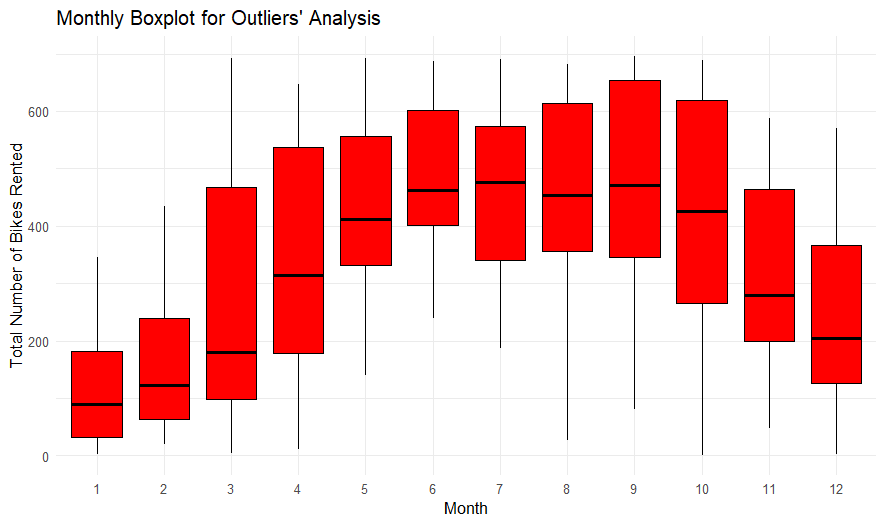 Monthly Boxplot for Outliers' Analysis
Total Number of Bikes Rented
600
400
200
0
1 2 3 4 5 6 7 8 9 10 11 12
Month